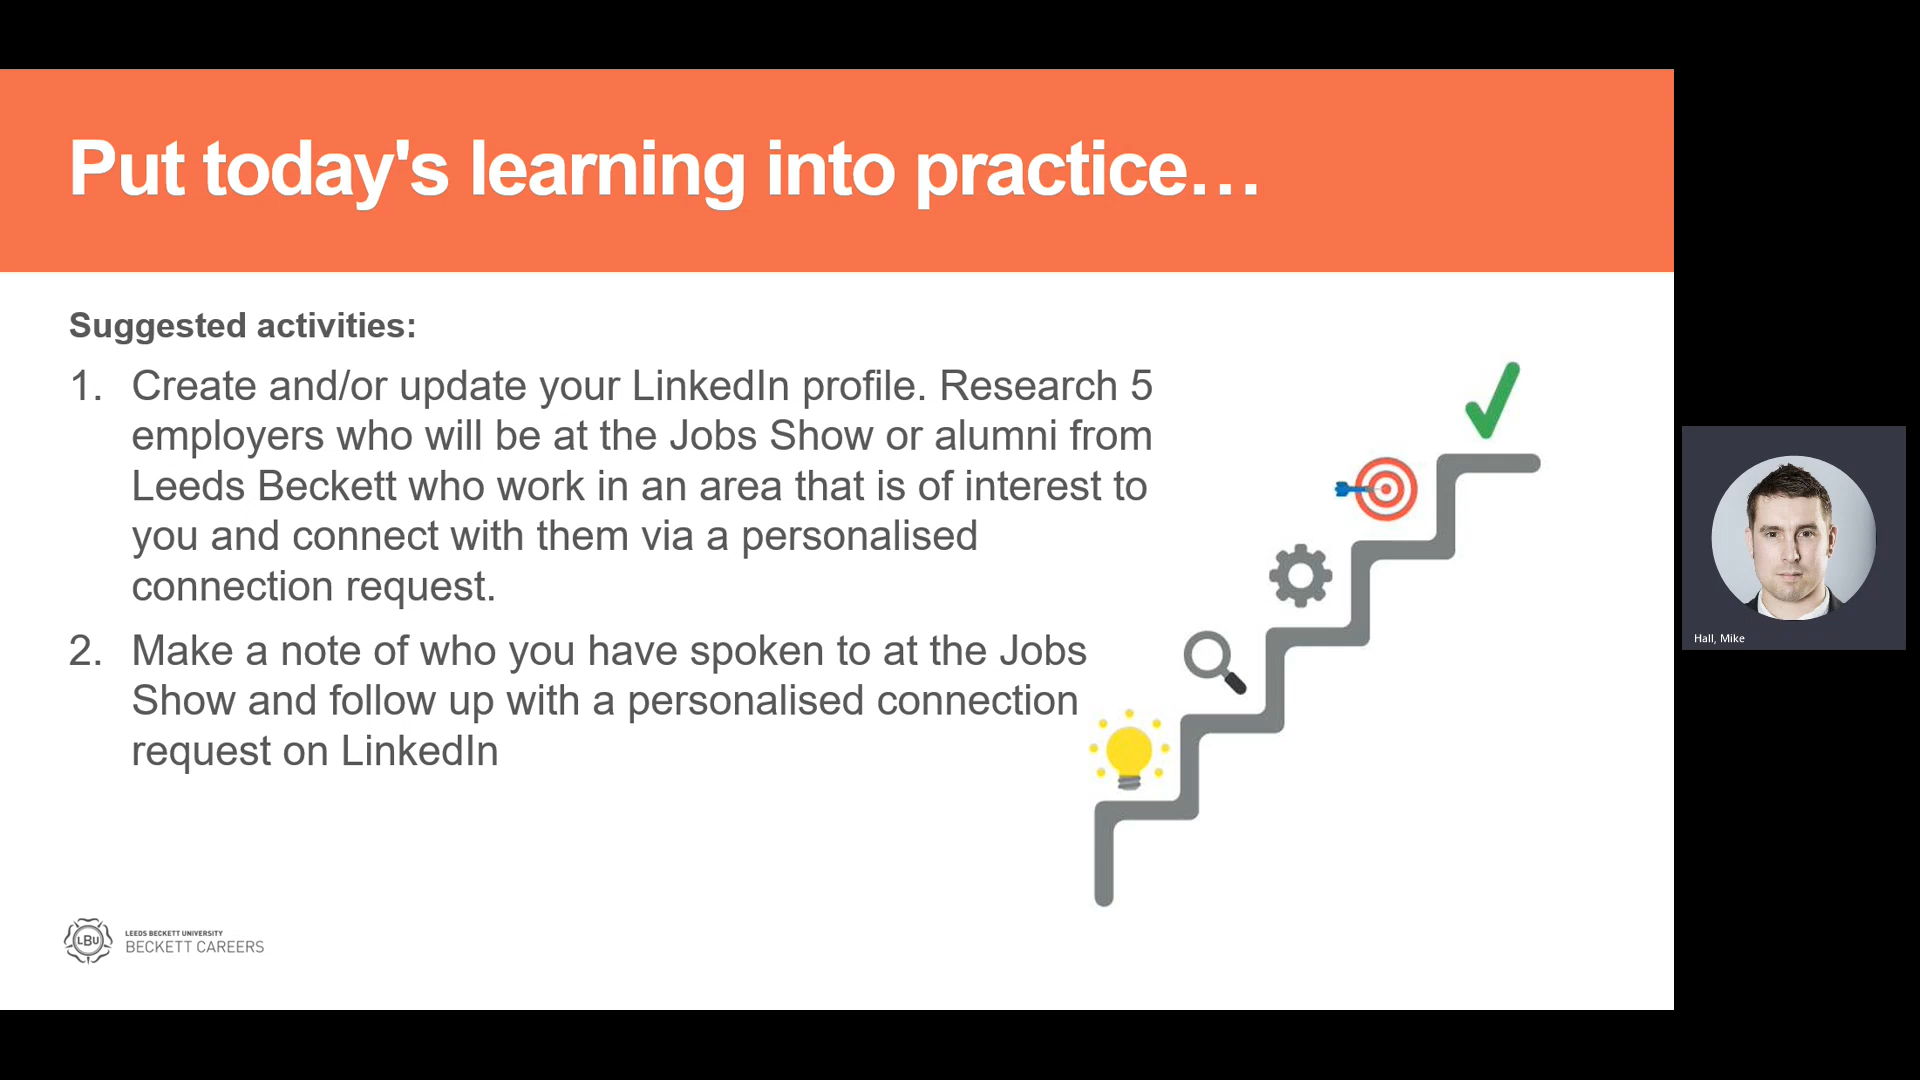 Put today's learning into practice…
Suggested activities:
1. Create and/or update your LinkedIn profile. Research 5
employers who will be at the Jobs Show or alumni from
Leeds Beckett who work in an area that is of interest to
you and connect with them via a personalised
connection request.
2. Make a note of who you have spoken to at the Jobs
Show and follow up with a personalised connection
request on LinkedIn
LBU
LEEDS BECKETT UNIVERSITY
BECKETT CAREERS
Hall, Mike